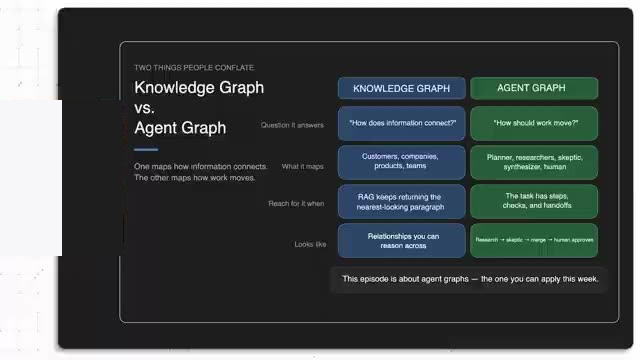 TWO THINGS PEOPLE CONFLATE
Knowledge Graph
vs.
Agent Graph
One maps how information connects.
The other maps how work moves.
KNOWLEDGE GRAPH
AGENT GRAPH
Question it answers
"How does information connect?"
"How should work move?"
What it maps
Customers, companies,
products, teams
Planner, researchers, skeptic,
synthesizer, human
Reach for it when
RAG keeps returning the
nearest-looking paragraph
The task has steps,
checks, and handoffs
Looks like
Relationships you can
reason across
Research → skeptic → merge → human approves
This episode is about agent graphs — the one you can apply this week.